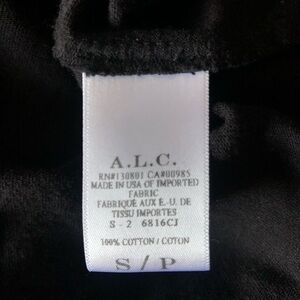 A.L.C.
RN#130801 CA#00985
MADE IN USA OF IMPORTED
FABRIC
FABRIQUE AUX E.-U. DE
TISSU IMPORTES
S - 2 6816CJ
100% COTTON / COTON
S / P